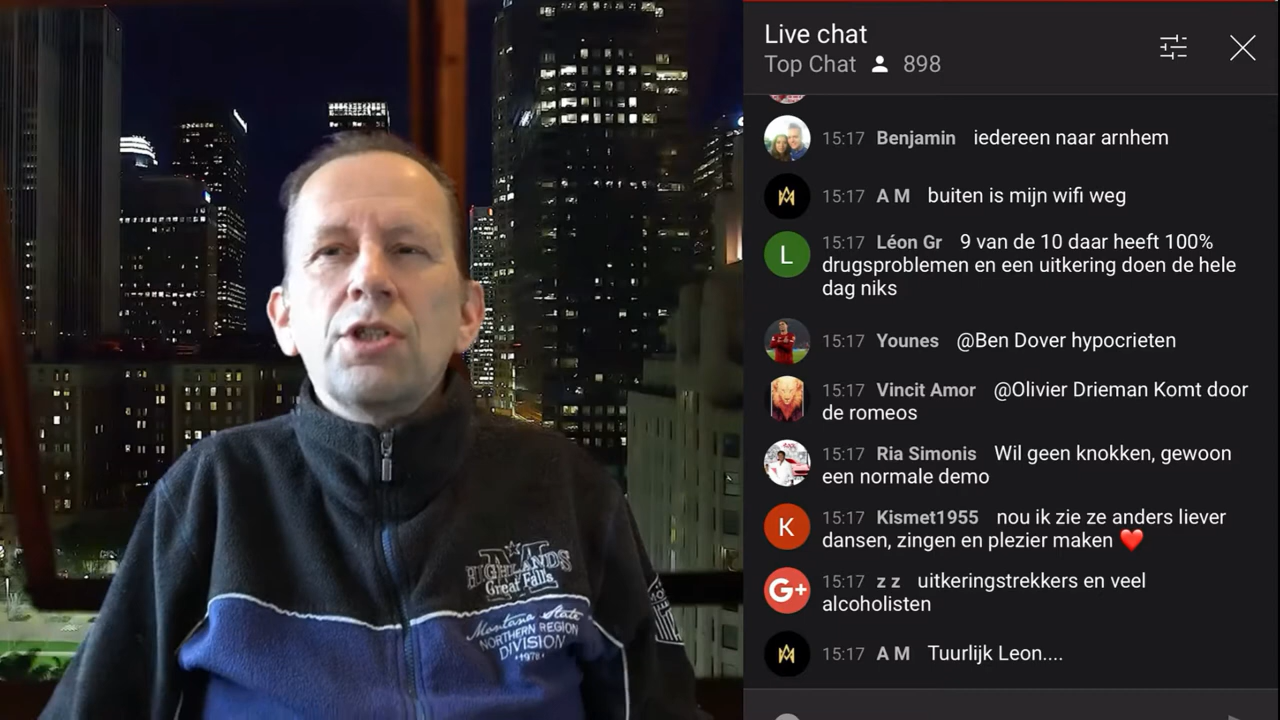 Live chat
Top Chat 898
15:17 Benjamin iedereen naar arnhem
15:17 A M buiten is mijn wifi weg
L 15:17 Léon Gr 9 van de 10 daar heeft 100%
drugsproblemen en een uitkering doen de hele
dag niks
15:17 Younes @Ben Dover hypocrieten
15:17 Vincit Amor @Olivier Drieman Komt door
de romeos
15:17 Ria Simonis Wil geen knokken, gewoon
een normale demo
K 15:17 Kismet1955 nou ik zie ze anders liever
dansen, zingen en plezier maken ❤️
G+ 15:17 z z uitkeringstrekkers en veel
alcoholisten
15:17 A M Tuurlijk Leon....
HIGHLANDS
Great Falls
Montana State
NORTHERN REGION
DIVISION
1978